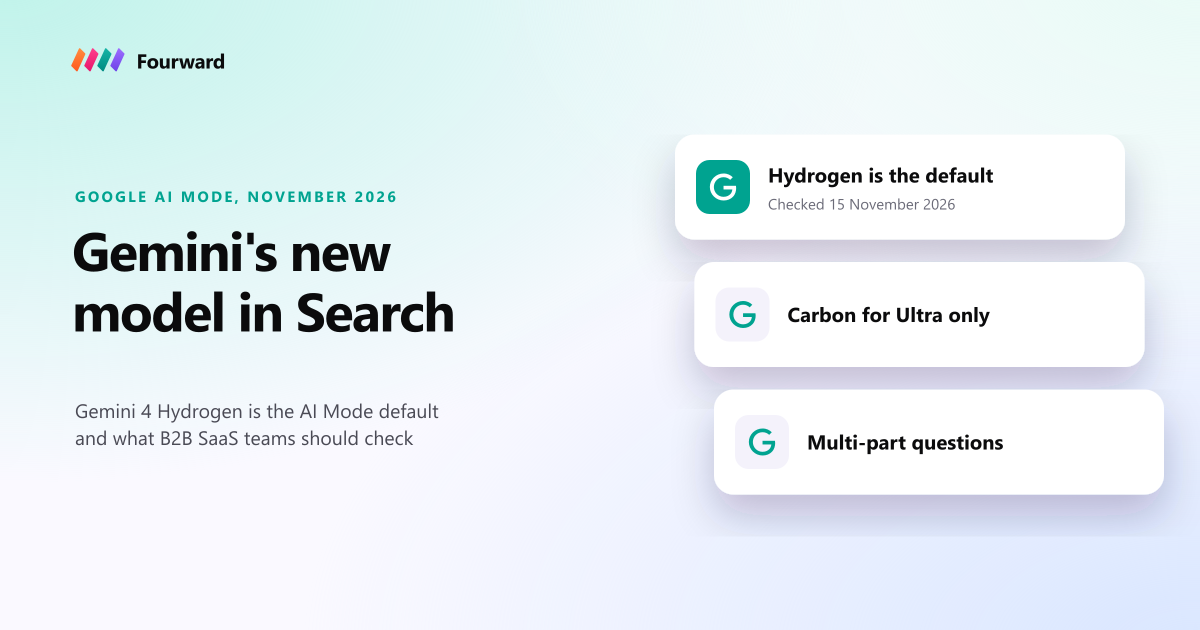 Fourward
GOOGLE AI MODE, NOVEMBER 2026
Gemini's new
model in Search
Gemini 4 Hydrogen is the AI Mode default
and what B2B SaaS teams should check
Hydrogen is the default
Checked 15 November 2026
Carbon for Ultra only
Multi-part questions